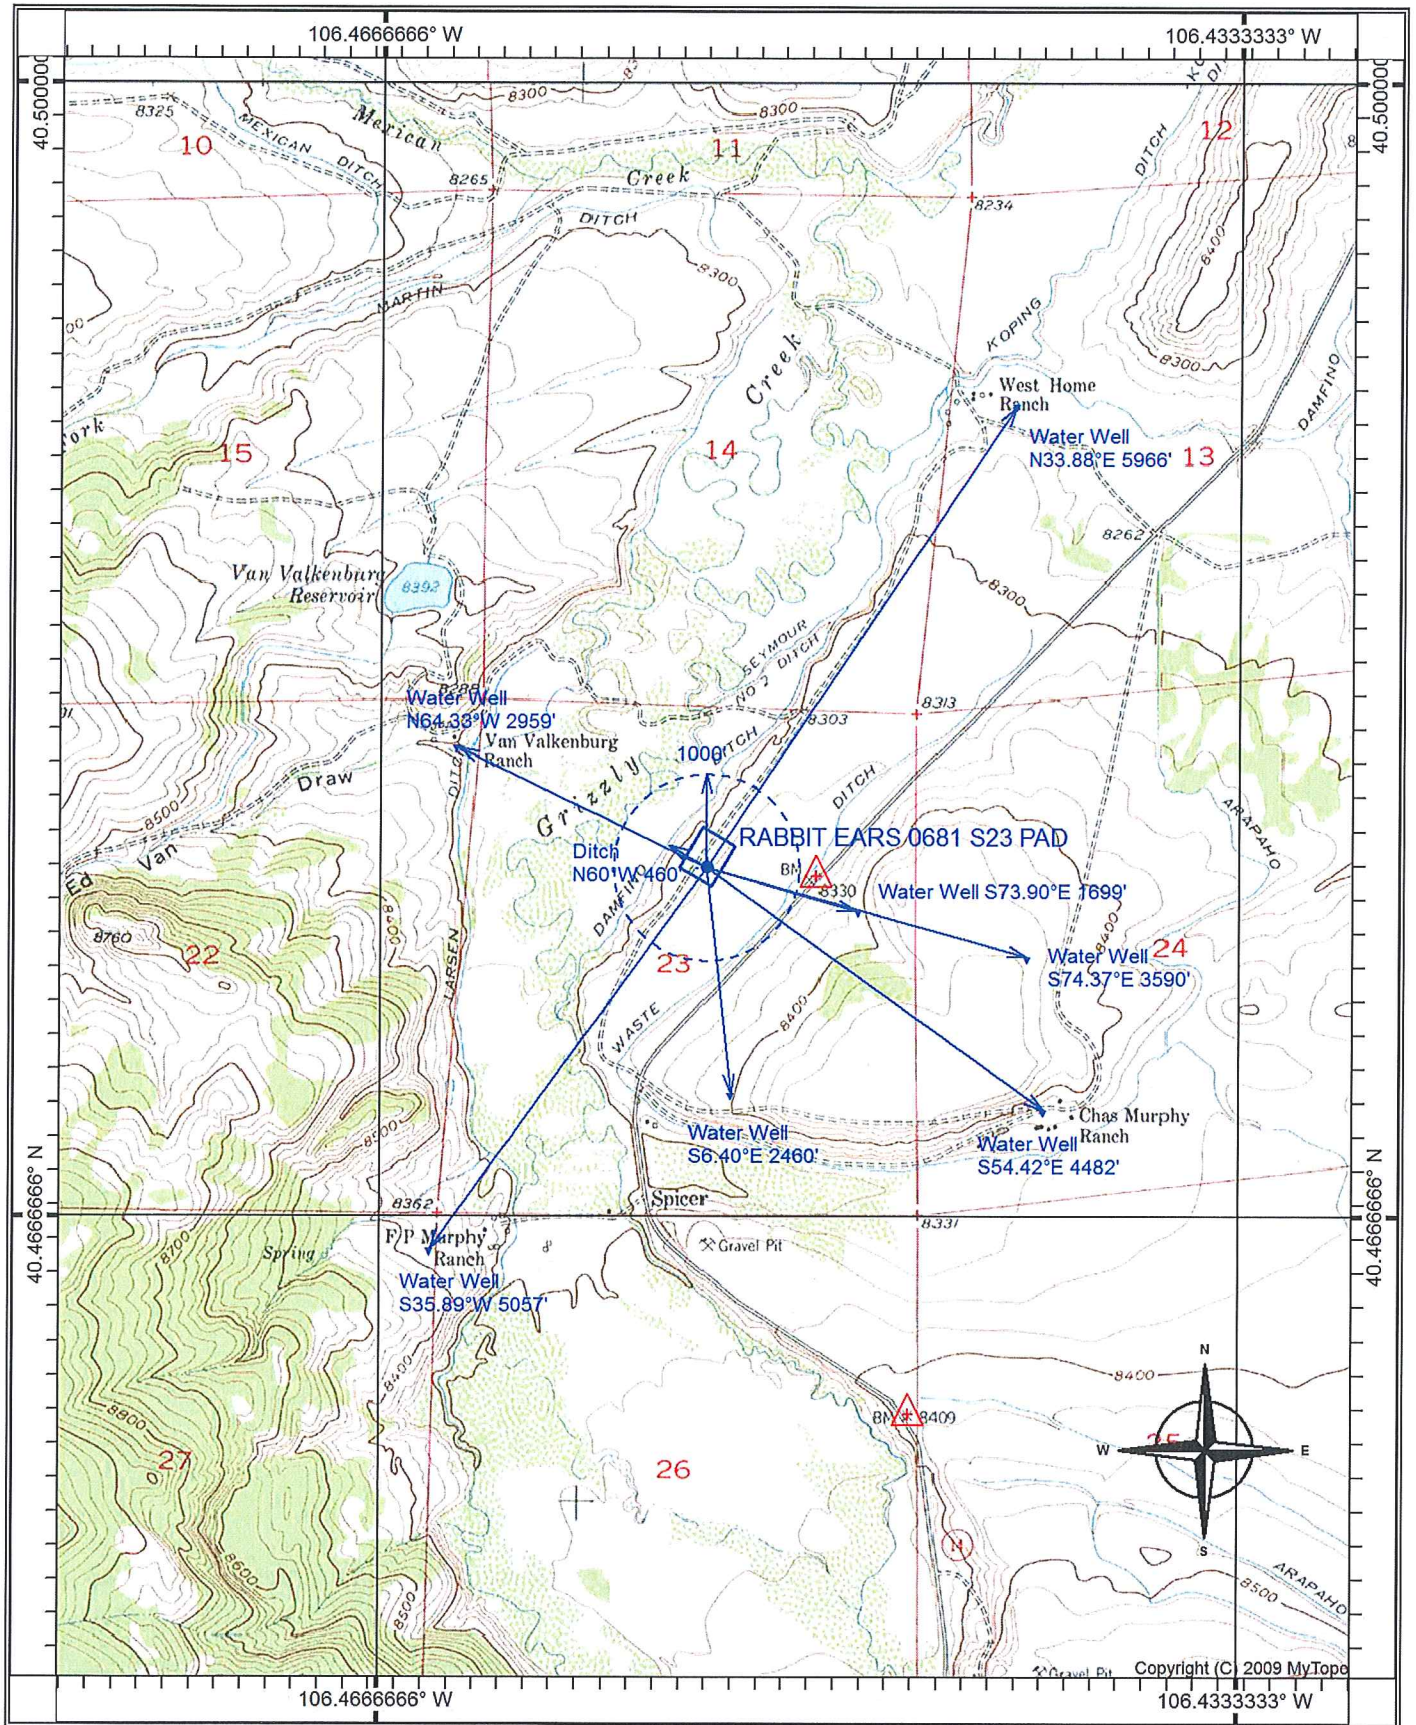 106.4666666° W
106.4333333° W
40.500000
40.500000
8300
8300
8325
MEXICAN DITCH
Mexican
Creek
10
11
12
8265
8234
DITCH
MARTIN
8300
DITCH
8400
8300
KOPING
Creek
West Home
Ranch
DAMFINO
Water Well
N33.88°E 5966'
13
14
15
8262
Van Valkenburg
Reservoir
8392
8300
SEYMOUR
DITCH
NO 2
8288
Water Well
N64.33°W 2959'
8303
8313
Van Valkenburg
Ranch
1000'
DITCH
DITCH
Draw
Van
Ed
8500
Grizzly
DITCH
RABBIT EARS 0681 S23 PAD
Ditch
N60°W 460'
BM
8330
Water Well S73.90°E 1699'
ARAPAHO
DAMFINO
8760
8400
22
LARSEN
23
24
8400
Water Well
S74.37°E 3590'
8400
WASTE
Chas Murphy
Ranch
8500
Water Well
S6.40°E 2460'
Water Well
S54.42°E 4482'
8362
Spicer
8331
40.4666666° N
40.4666666° N
Spring
8700
F/P Murphy
Ranch
Gravel Pit
Water Well
S35.89°W 5057'
8400
8400
N
W
E
S
BM
8409
8800
27
26
25
14
8600
8500
ARAPAHO
8500
Gravel Pit
Copyright (C) 2009 MyTopo
106.4666666° W
106.4333333° W